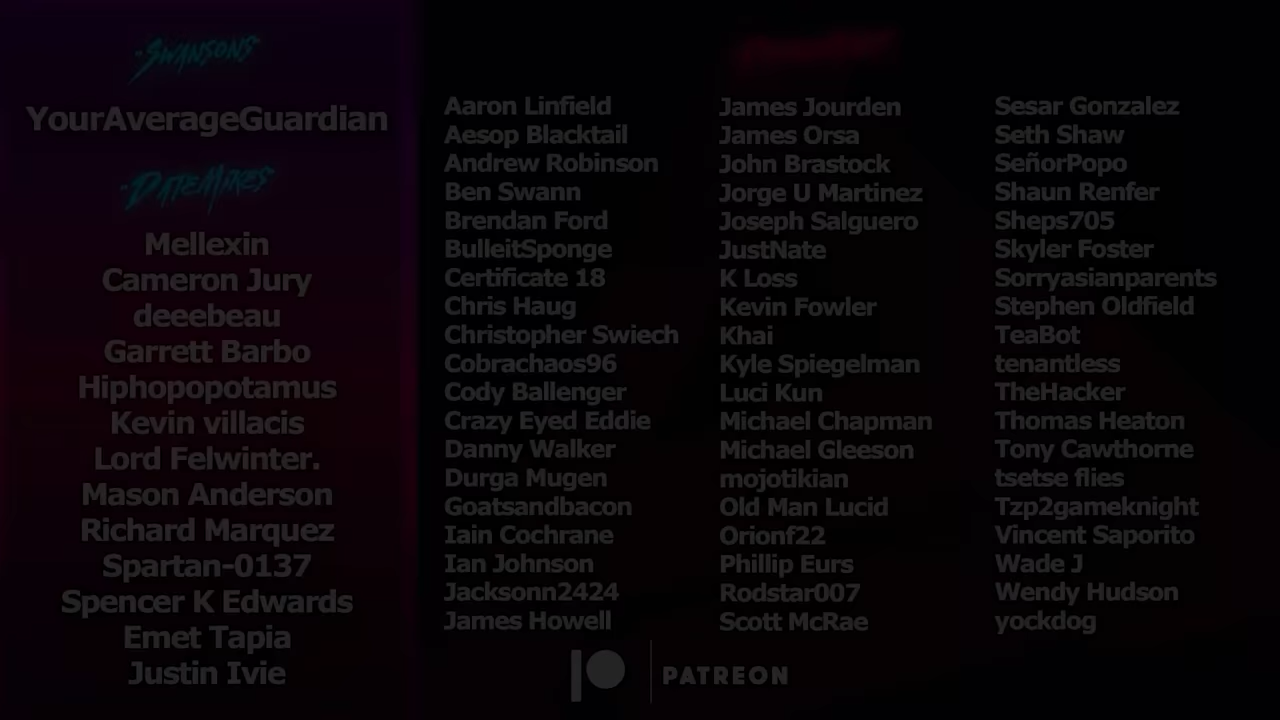 Swansons
YourAverageGuardian
DateMikes
Mellexin
Cameron Jury
deeebeau
Garrett Barbo
Hiphopopotamus
Kevin villacis
Lord Felwinter.
Mason Anderson
Richard Marquez
Spartan-0137
Spencer K Edwards
Emet Tapia
Justin Ivie
Aaron Linfield
Aesop Blacktail
Andrew Robinson
Ben Swann
Brendan Ford
BulleitSponge
Certificate 18
Chris Haug
Christopher Swiech
Cobrachaos96
Cody Ballenger
Crazy Eyed Eddie
Danny Walker
Durga Mugen
Goatsandbacon
Iain Cochrane
Ian Johnson
Jacksonn2424
James Howell
James Jourden
James Orsa
John Brastock
Jorge U Martinez
Joseph Salguero
JustNate
K Loss
Kevin Fowler
Khai
Kyle Spiegelman
Luci Kun
Michael Chapman
Michael Gleeson
mojotikian
Old Man Lucid
Orionf22
Phillip Eurs
Rodstar007
Scott McRae
Sesar Gonzalez
Seth Shaw
SeñorPopo
Shaun Renfer
Sheps705
Skyler Foster
Sorryasianparents
Stephen Oldfield
TeaBot
tenantless
TheHacker
Thomas Heaton
Tony Cawthorne
tsetse flies
Tzp2gameknight
Vincent Saporito
Wade J
Wendy Hudson
yockdog
PATREON